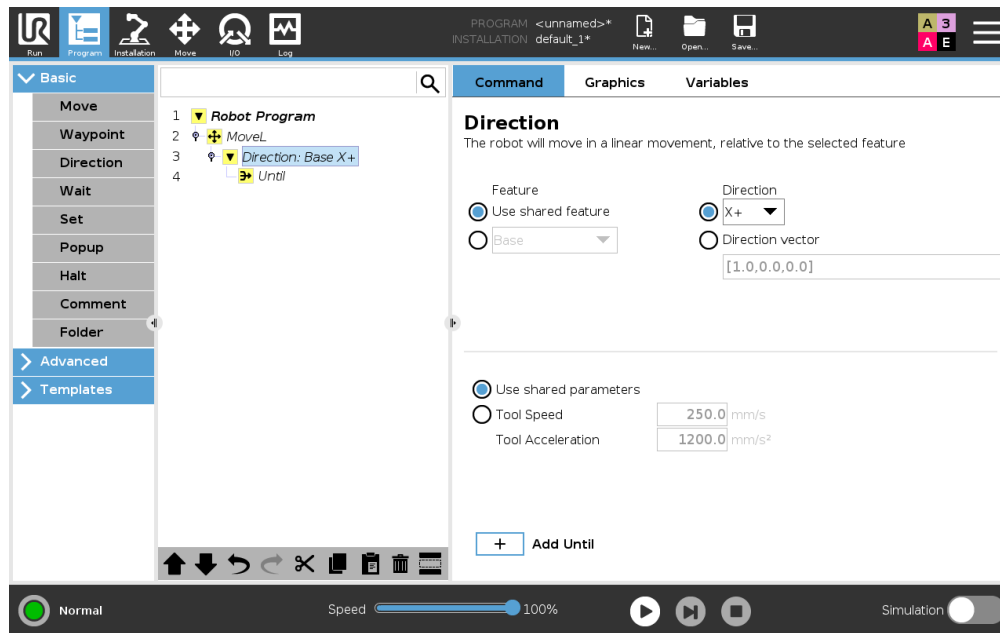 UR
PROGRAM <unnamed>*
INSTALLATION default_1*
Run
Program
Installation
Move
I/O
Log
New...
Open...
Save...
A 3
A E
Basic
Move
Waypoint
Direction
Wait
Set
Popup
Halt
Comment
Folder
Advanced
Templates
1 Robot Program
2 MoveL
3 Direction: Base X+
4 Until
Command Graphics Variables
Direction
The robot will move in a linear movement, relative to the selected feature
Feature
Use shared feature
Base
Direction
X+
Direction vector
[1.0,0.0,0.0]
Use shared parameters
Tool Speed 250.0 mm/s
Tool Acceleration 1200.0 mm/s²
+ Add Until
Normal
Speed 100%
Simulation